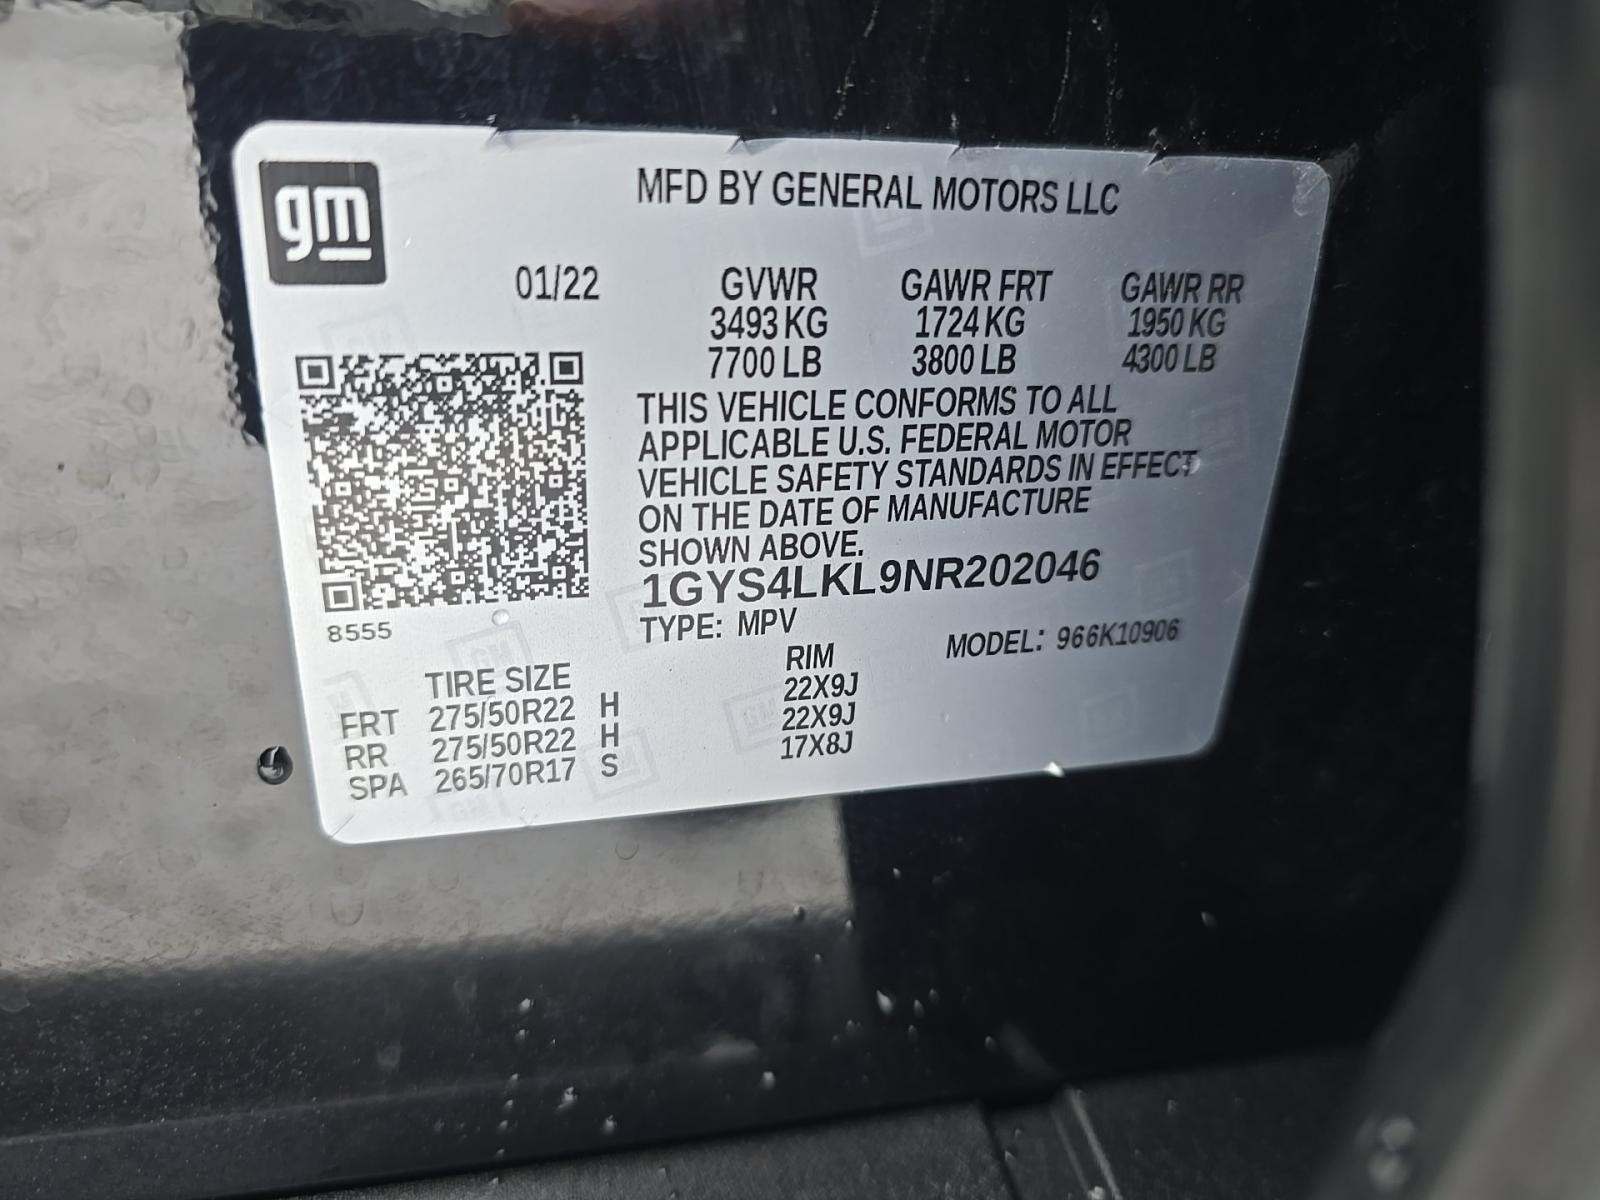 gm
MFD BY GENERAL MOTORS LLC
01/22 GVWR GAWR FRT GAWR RR
3493 KG 1724 KG 1950 KG
7700 LB 3800 LB 4300 LB
THIS VEHICLE CONFORMS TO ALL
APPLICABLE U.S. FEDERAL MOTOR
VEHICLE SAFETY STANDARDS IN EFFECT
ON THE DATE OF MANUFACTURE
SHOWN ABOVE.
1GYS4LKL9NR202046
8555
TYPE: MPV MODEL: 966K10906
TIRE SIZE RIM
FRT 275/50R22 H 22X9J
RR 275/50R22 H 22X9J
SPA 265/70R17 S 17X8J